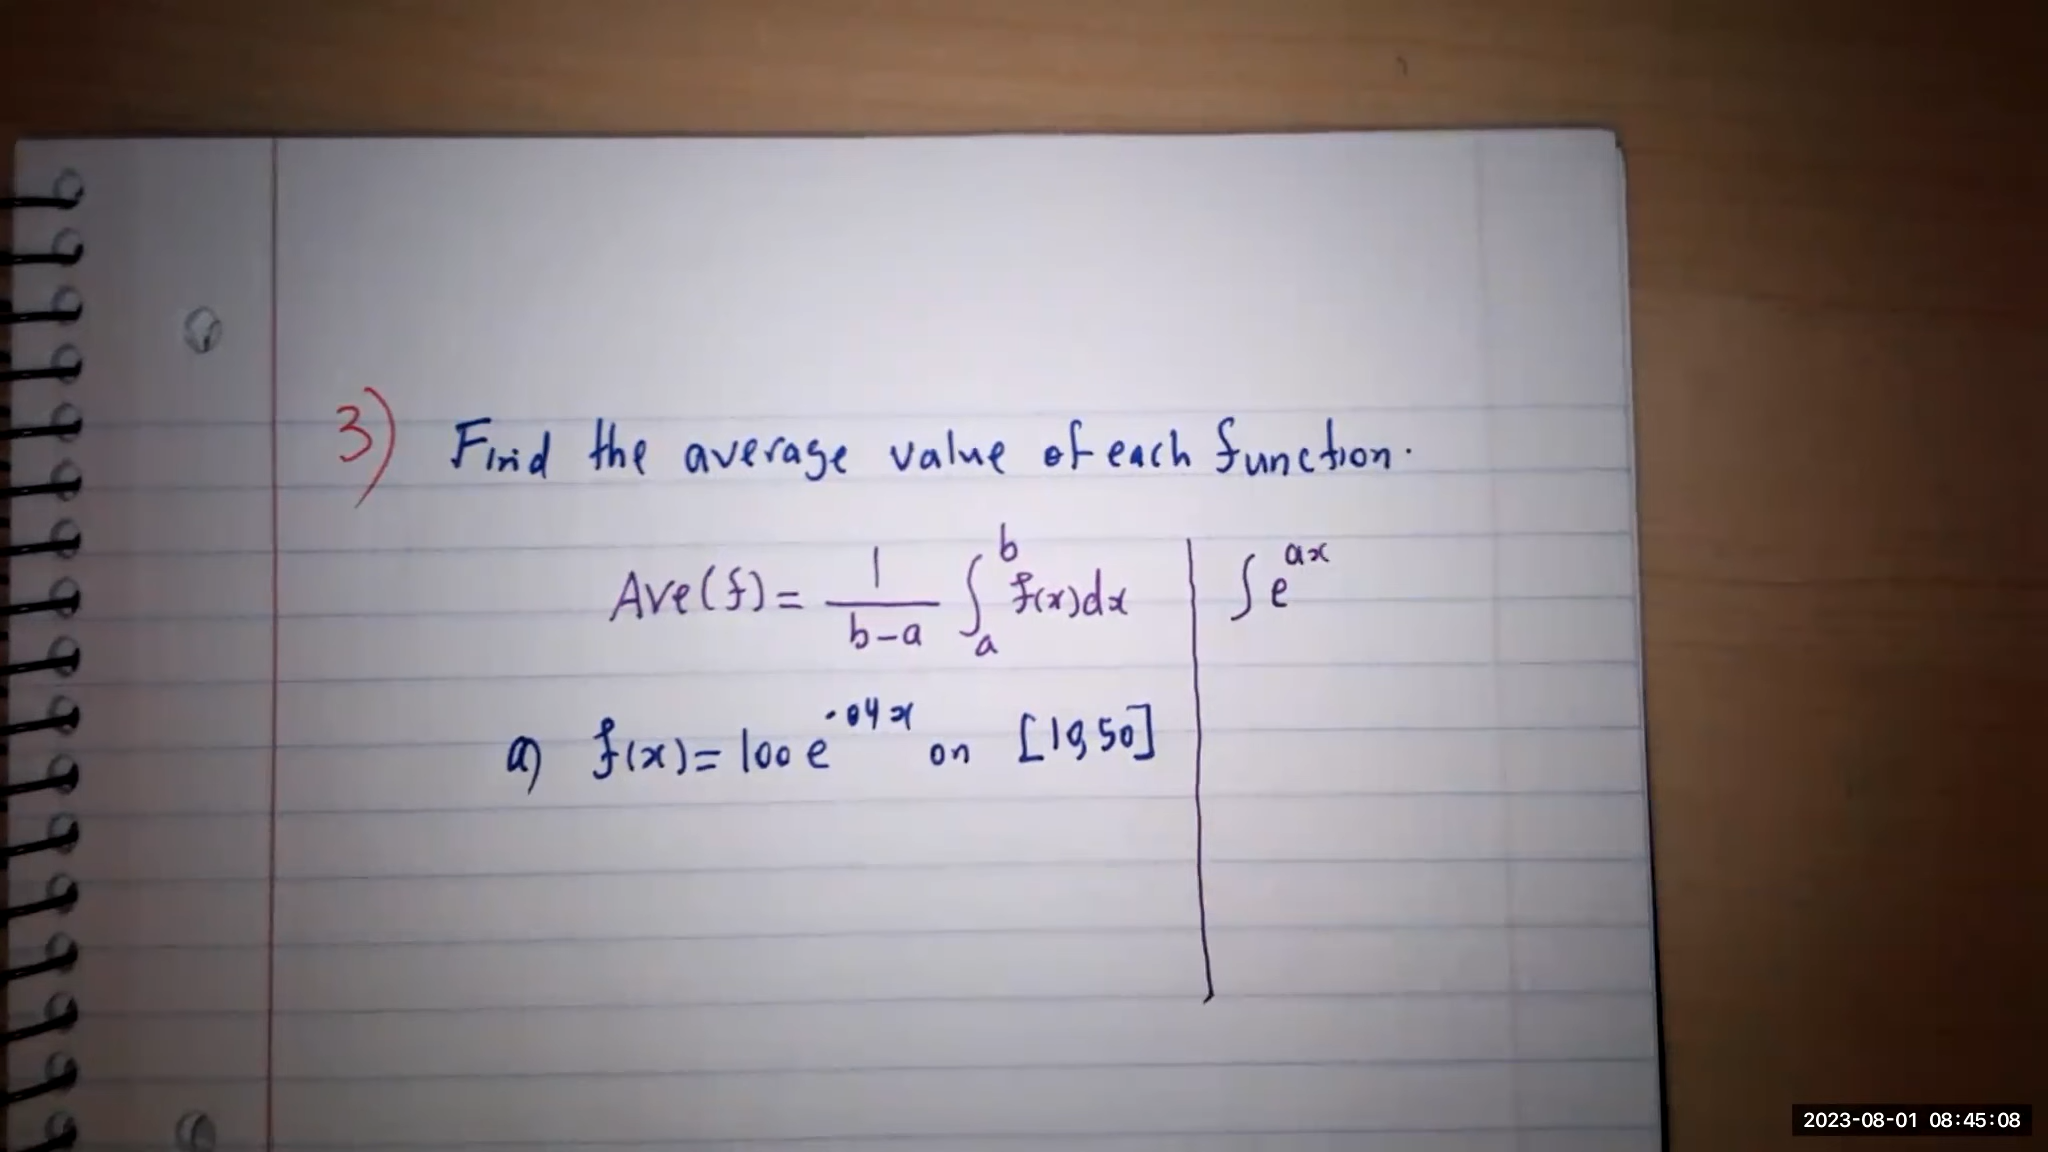 3) Find the average value of each function.
Ave(f) = 1/(b-a) ∫_a^b f(x)dx | ∫e^ax
a) f(x) = 100 e^.04x on [10, 50]
2023-08-01 08:45:08